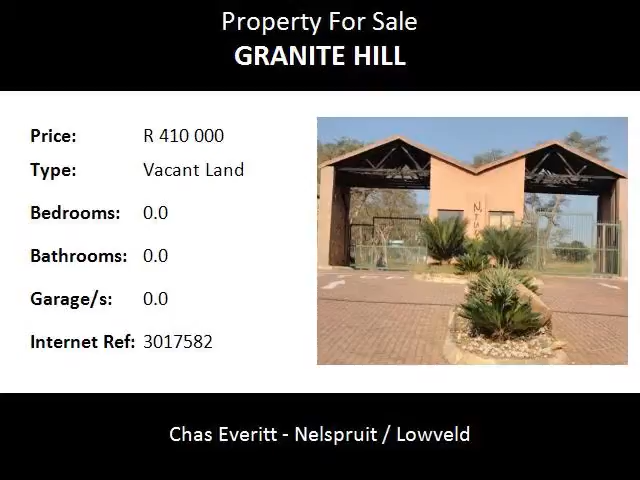 Property For Sale
GRANITE HILL
Price: R 410 000
Type: Vacant Land
Bedrooms: 0.0
Bathrooms: 0.0
Garage/s: 0.0
Internet Ref: 3017582
Chas Everitt - Nelspruit / Lowveld